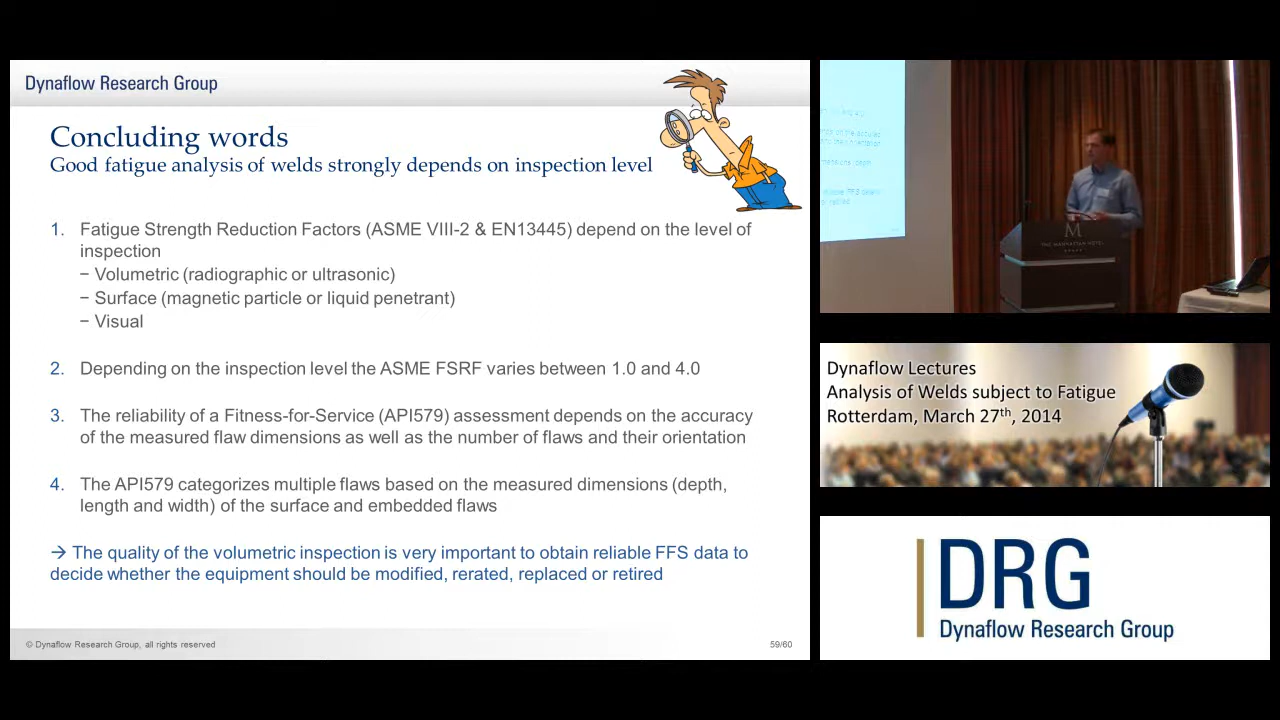 Dynaflow Research Group
Concluding words
Good fatigue analysis of welds strongly depends on inspection level
1. Fatigue Strength Reduction Factors (ASME VIII-2 & EN13445) depend on the level of
inspection
− Volumetric (radiographic or ultrasonic)
− Surface (magnetic particle or liquid penetrant)
− Visual
2. Depending on the inspection level the ASME FSRF varies between 1.0 and 4.0
3. The reliability of a Fitness-for-Service (API579) assessment depends on the accuracy
of the measured flaw dimensions as well as the number of flaws and their orientation
4. The API579 categorizes multiple flaws based on the measured dimensions (depth,
length and width) of the surface and embedded flaws
→ The quality of the volumetric inspection is very important to obtain reliable FFS data to
decide whether the equipment should be modified, rerated, replaced or retired
© Dynaflow Research Group, all rights reserved
59/60
M
THE MANHATTAN HOTEL
Dynaflow Lectures
Analysis of Welds subject to Fatigue
Rotterdam, March 27th, 2014
DRG
Dynaflow Research Group